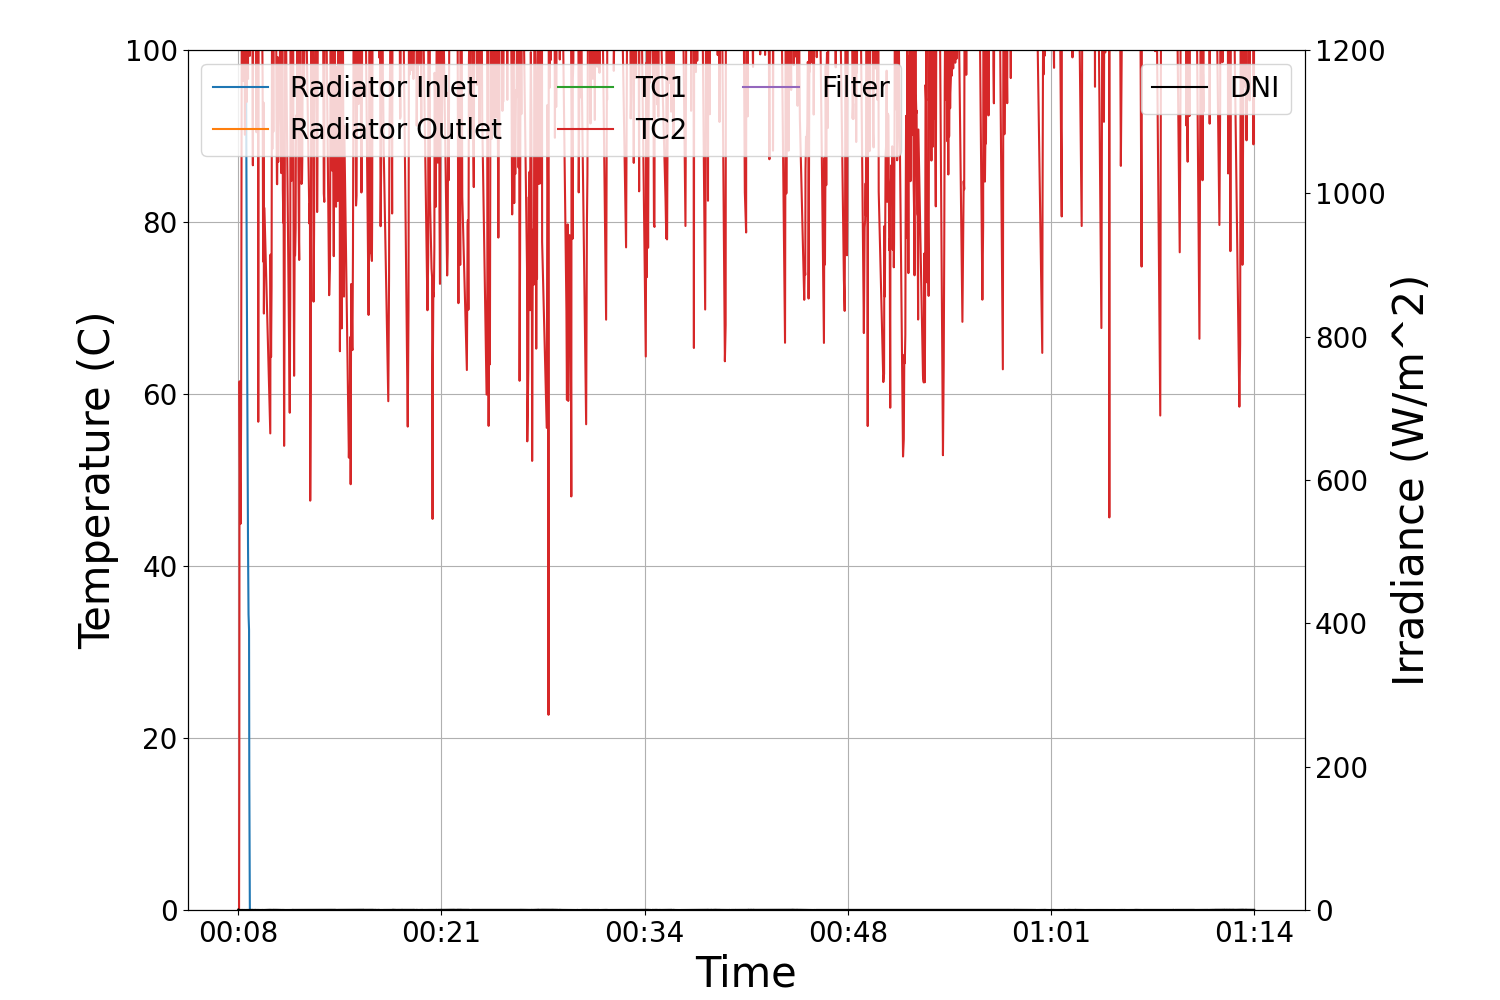 100
80
60
40
20
0
Temperature (C)
Radiator Inlet
Radiator Outlet
TC1
TC2
Filter
DNI
1200
1000
800
600
400
200
0
Irradiance (W/m^2)
00:08 00:21 00:34 00:48 01:01 01:14
Time